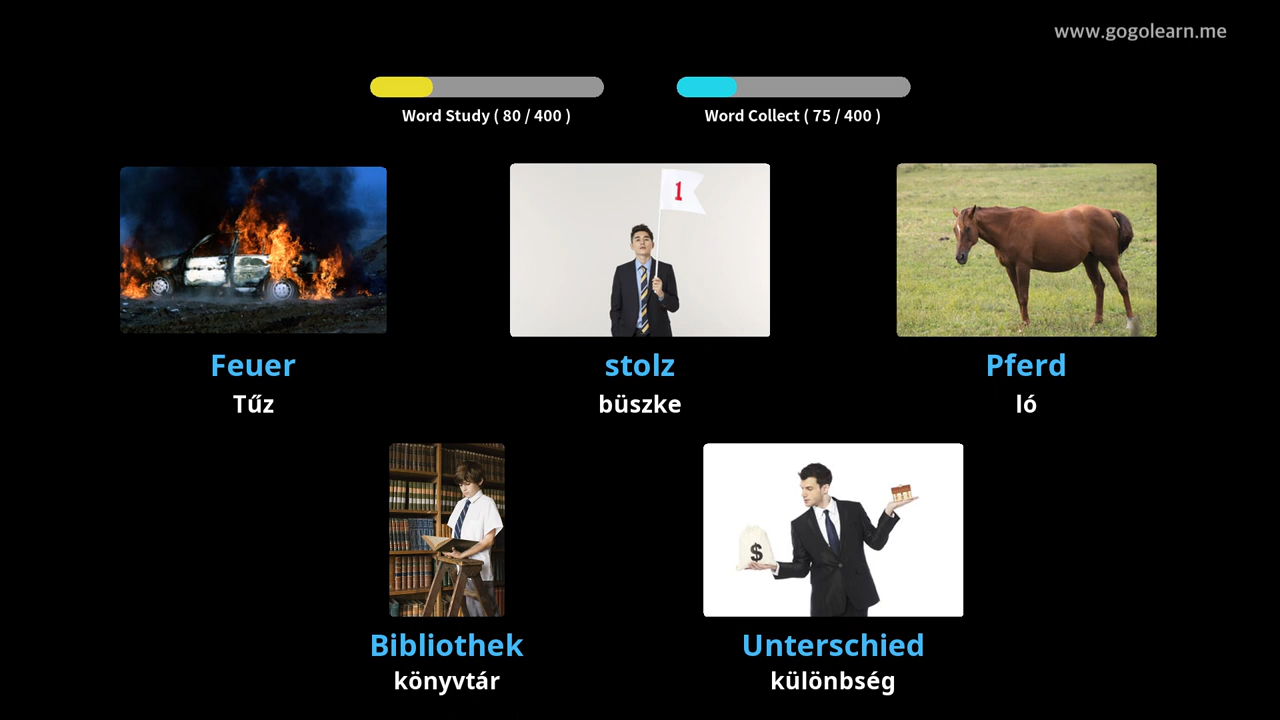 www.gogolearn.me
Word Study ( 80 / 400 )
Word Collect ( 75 / 400 )
1
Feuer
stolz
Pferd
Tűz
büszke
ló
$
Bibliothek
Unterschied
könyvtár
különbség